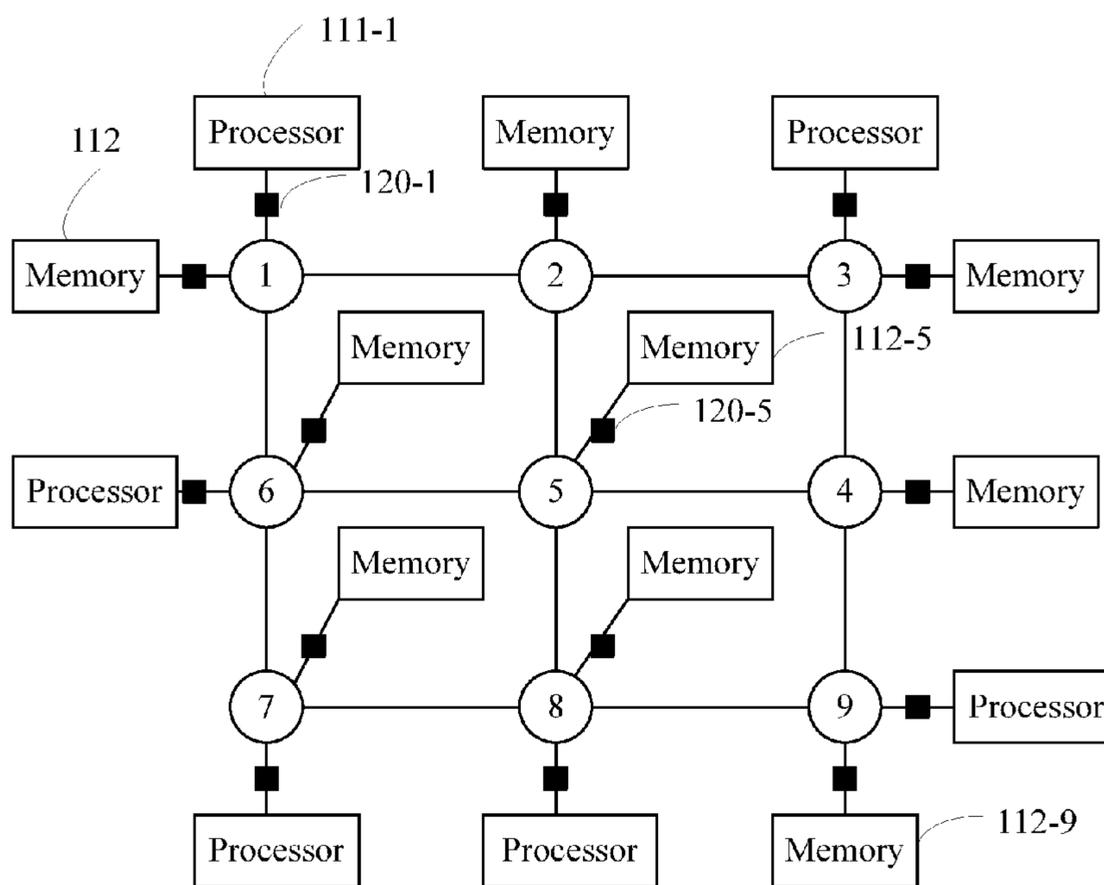 111-1
Processor Memory Processor
112
120-1
Memory 1 2 3 Memory
Memory Memory 112-5
120-5
Processor 6 5 4 Memory
Memory Memory
7 8 9 Processor
Processor Processor Memory 112-9